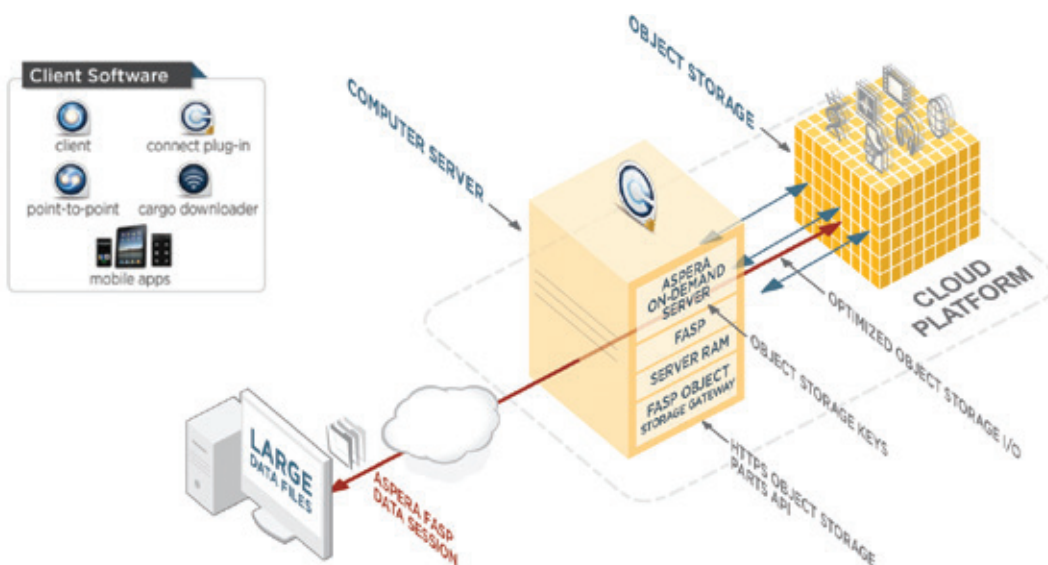 Client Software
client
connect plug-in
point-to-point
cargo downloader
mobile apps
COMPUTER SERVER
OBJECT STORAGE
ASPERA
ON-DEMAND
SERVER
FASP
SERVER RAM
FASP OBJECT
STORAGE GATEWAY
CLOUD
PLATFORM
OPTIMIZED OBJECT STORAGE I/O
OBJECT STORAGE KEYS
HTTPS OBJECT STORAGE
PARTS API
LARGE
DATA FILES
ASPERA FASP
DATA SESSION